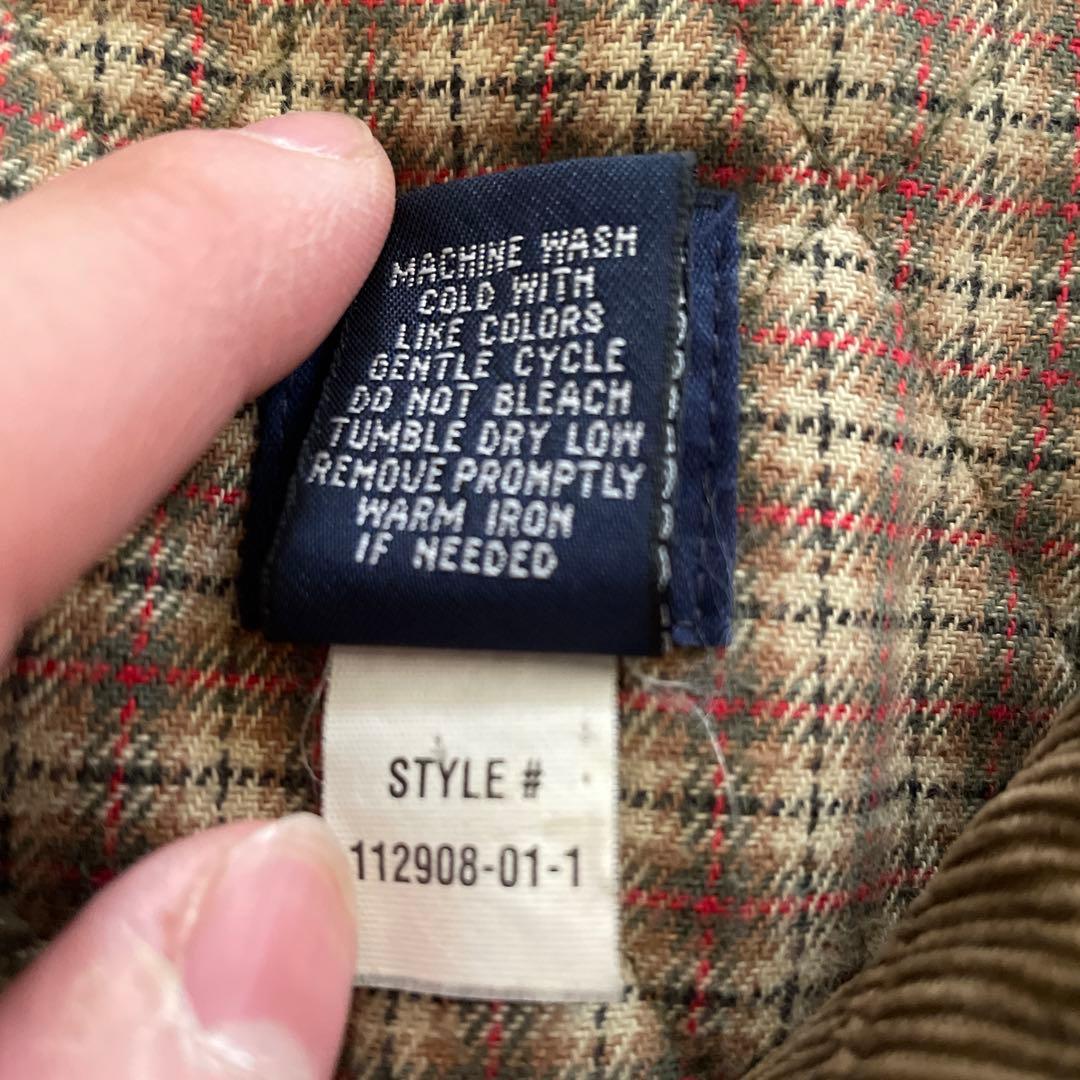 MACHINE WASH
COLD WITH
LIKE COLORS
GENTLE CYCLE
DO NOT BLEACH
TUMBLE DRY LOW
REMOVE PROMPTLY
WARM IRON
IF NEEDED
STYLE #
112908-01-1